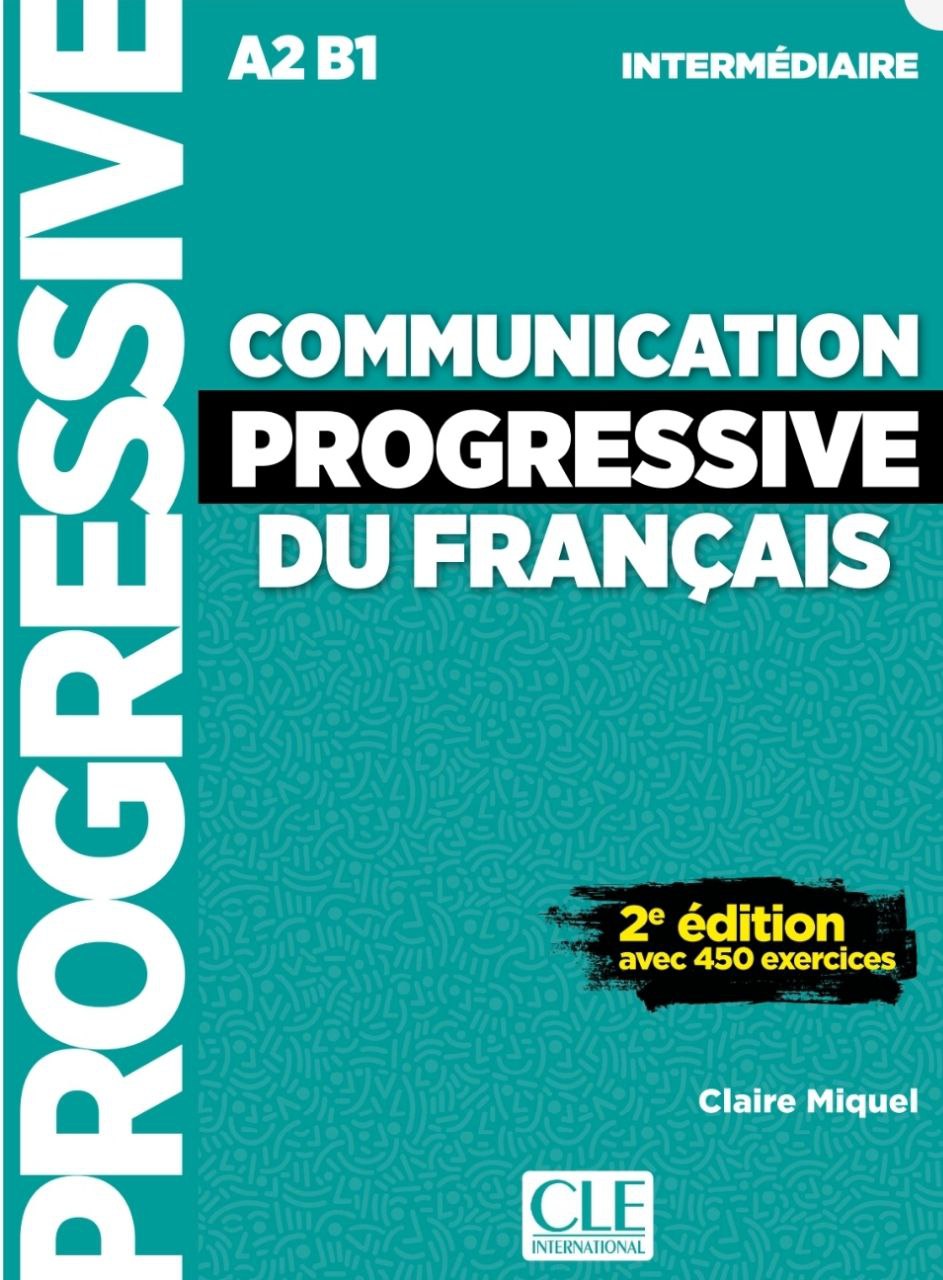 PROGRESSIVE
A2 B1
INTERMÉDIAIRE
COMMUNICATION
PROGRESSIVE
DU FRANÇAIS
2e édition
avec 450 exercices
Claire Miquel
CLE
INTERNATIONAL